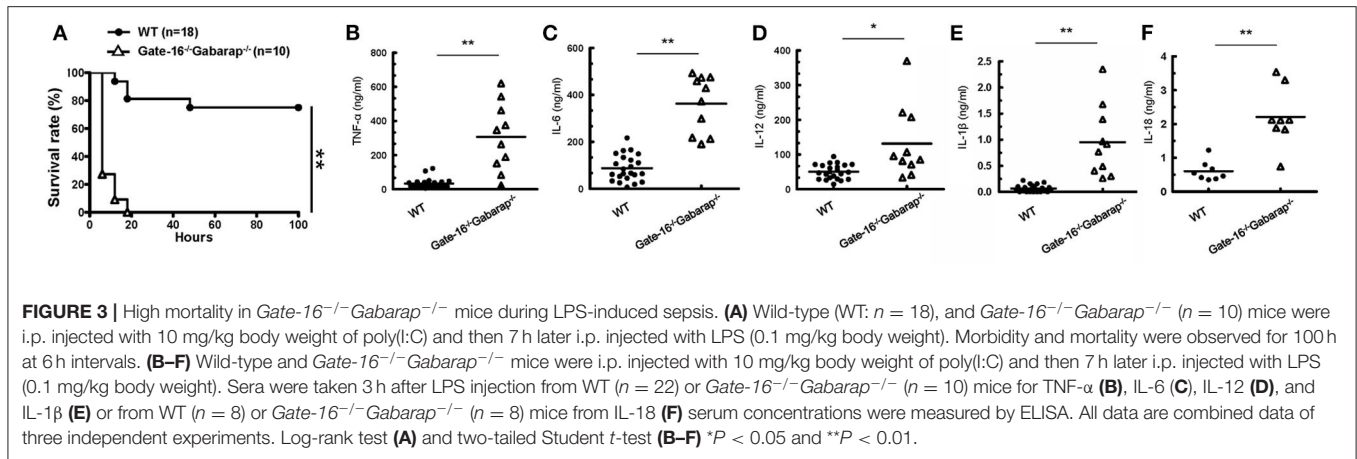 A
WT (n=18)
Gate-16-/-Gabarap-/- (n=10)
Survival rate (%)
100
80
60
40
20
0
0 20 40 60 80 100
Hours
**
B
**
TNF-α (ng/ml)
800
600
400
200
0
WT
Gate-16-/-Gabarap-/-
C
**
IL-6 (ng/ml)
600
400
200
0
WT
Gate-16-/-Gabarap-/-
D
*
IL-12 (ng/ml)
400
300
200
100
0
WT
Gate-16-/-Gabarap-/-
E
**
IL-1β (ng/ml)
2.5
2.0
1.5
1.0
0.5
0.0
WT
Gate-16-/-Gabarap-/-
F
**
IL-18 (ng/ml)
4
3
2
1
0
WT
Gate-16-/-Gabarap-/-
FIGURE 3 | High mortality in Gate-16−/−Gabarap−/− mice during LPS-induced sepsis. (A) Wild-type (WT: n = 18), and Gate-16−/−Gabarap−/− (n = 10) mice were
i.p. injected with 10 mg/kg body weight of poly(I:C) and then 7 h later i.p. injected with LPS (0.1 mg/kg body weight). Morbidity and mortality were observed for 100 h
at 6 h intervals. (B–F) Wild-type and Gate-16−/−Gabarap−/− mice were i.p. injected with 10 mg/kg body weight of poly(I:C) and then 7 h later i.p. injected with LPS
(0.1 mg/kg body weight). Sera were taken 3 h after LPS injection from WT (n = 22) or Gate-16−/−Gabarap−/− (n = 10) mice for TNF-α (B), IL-6 (C), IL-12 (D), and
IL-1β (E) or from WT (n = 8) or Gate-16−/−Gabarap−/− (n = 8) mice from IL-18 (F) serum concentrations were measured by ELISA. All data are combined data of
three independent experiments. Log-rank test (A) and two-tailed Student t-test (B–F) *P < 0.05 and **P < 0.01.